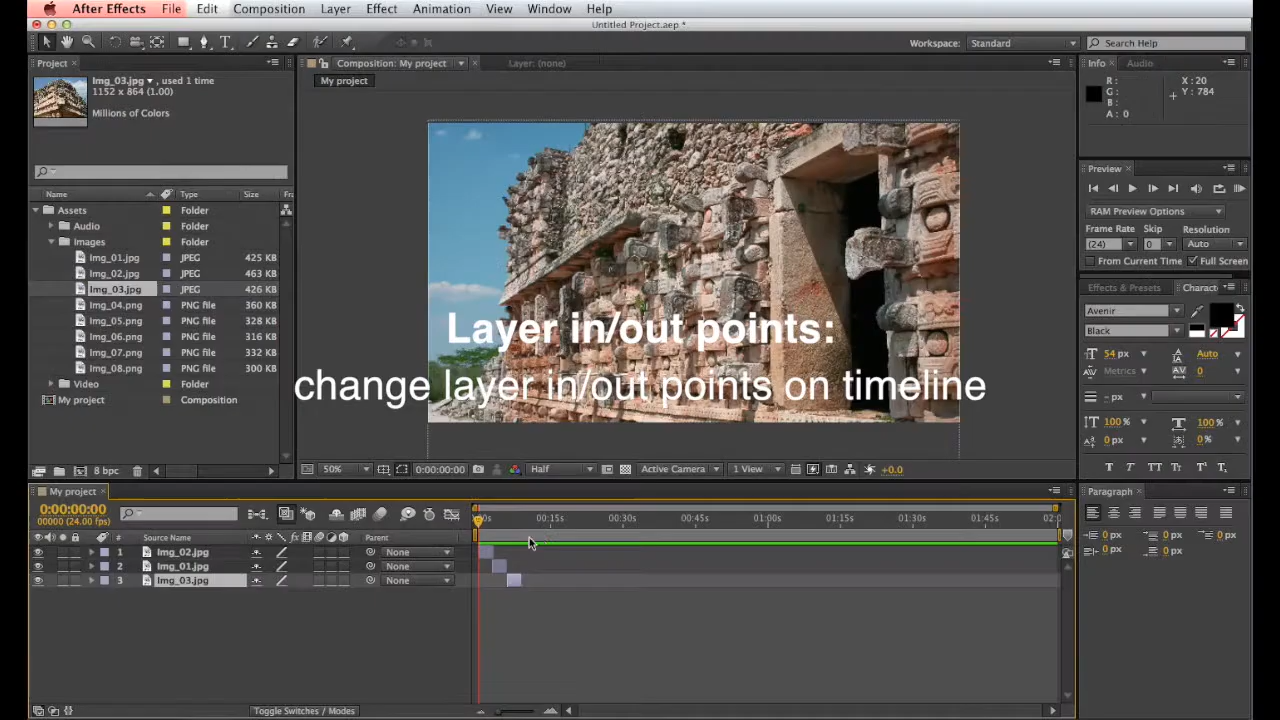 After Effects File Edit Composition Layer Effect Animation View Window Help
Untitled Project.aep *
Workspace: Standard Search Help
Project
Img_03.jpg ▾ , used 1 time
1152 x 864 (1.00)
Millions of Colors
Name Type Size
Assets Folder
Audio Folder
Images Folder
Img_01.jpg JPEG 425 KB
Img_02.jpg JPEG 463 KB
Img_03.jpg JPEG 426 KB
Img_04.png PNG file 360 KB
Img_05.png PNG file 328 KB
Img_06.png PNG file 316 KB
Img_07.png PNG file 332 KB
Img_08.png PNG file 300 KB
Video Folder
My project Composition
8 bpc
Composition: My project Layer: (none)
My project
Layer in/out points:
change layer in/out points on timeline
50% 0:00:00:00 Half Active Camera 1 View +0.0
Info Audio
R: X: 20
G: Y: 784
B:
A: 0
Preview
RAM Preview Options
Frame Rate Skip Resolution
(24) 0 Auto
From Current Time Full Screen
Effects & Presets Charact
Avenir
Black
54 px Auto
Metrics 0
- px
100 % 100 %
0 px 0 %
T T TT Tt T¹ T₁
Paragraph
0 px 0 px 0 px
0 px 0 px
My project
0:00:00:00
00000 (24.00 fps)
:00s 00:15s 00:30s 00:45s 01:00s 01:15s 01:30s 01:45s
# Source Name Parent
1 Img_02.jpg None
2 Img_01.jpg None
3 Img_03.jpg None
Toggle Switches / Modes